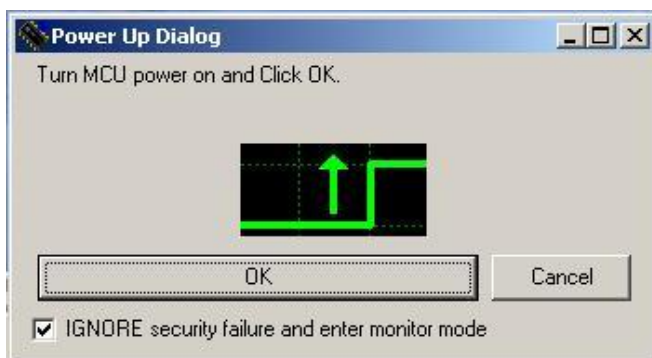 Power Up Dialog
Turn MCU power on and Click OK.
OK
Cancel
IGNORE security failure and enter monitor mode